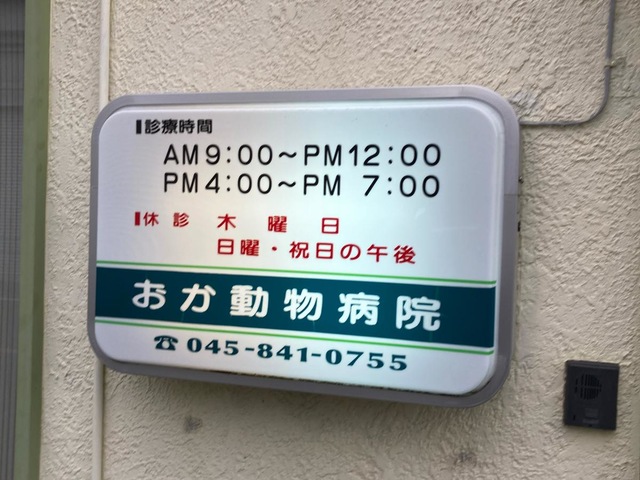 ▮診療時間
AM9:00〜PM12:00
PM4:00〜PM 7:00
▮休診 木曜日
日曜・祝日の午後
おか動物病院
☎045-841-0755